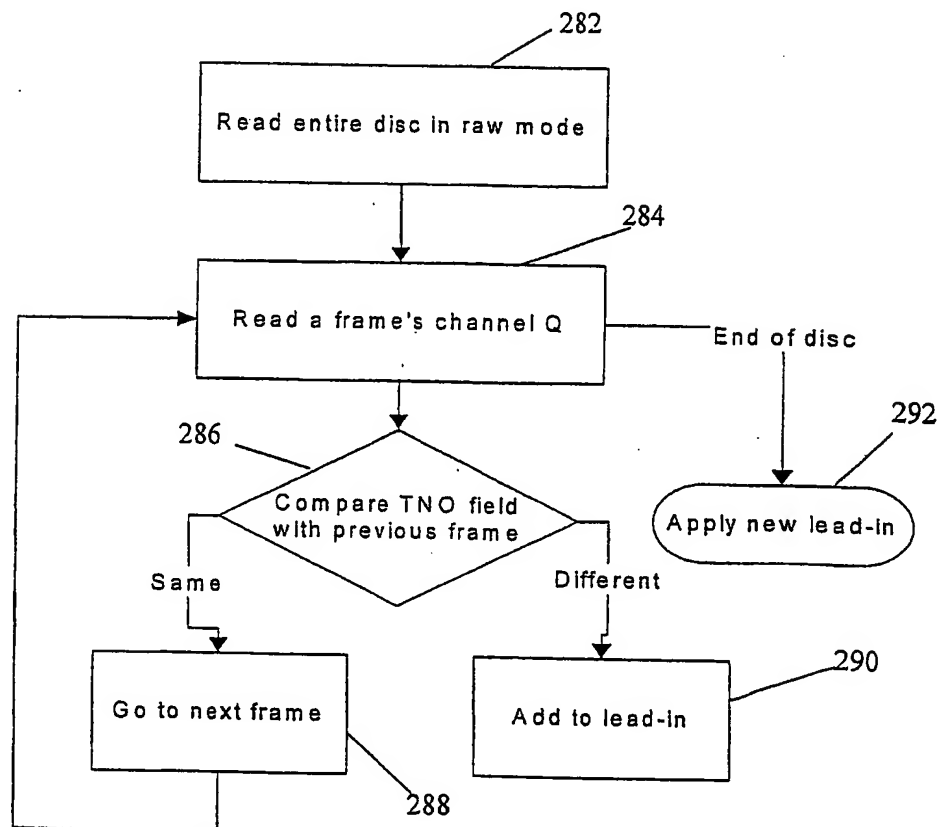 282
Read entire disc in raw mode
284
Read a frame's channel Q
End of disc
286
292
Compare TNO field
with previous frame
Apply new lead-in
Same
Different
290
Go to next frame
Add to lead-in
288